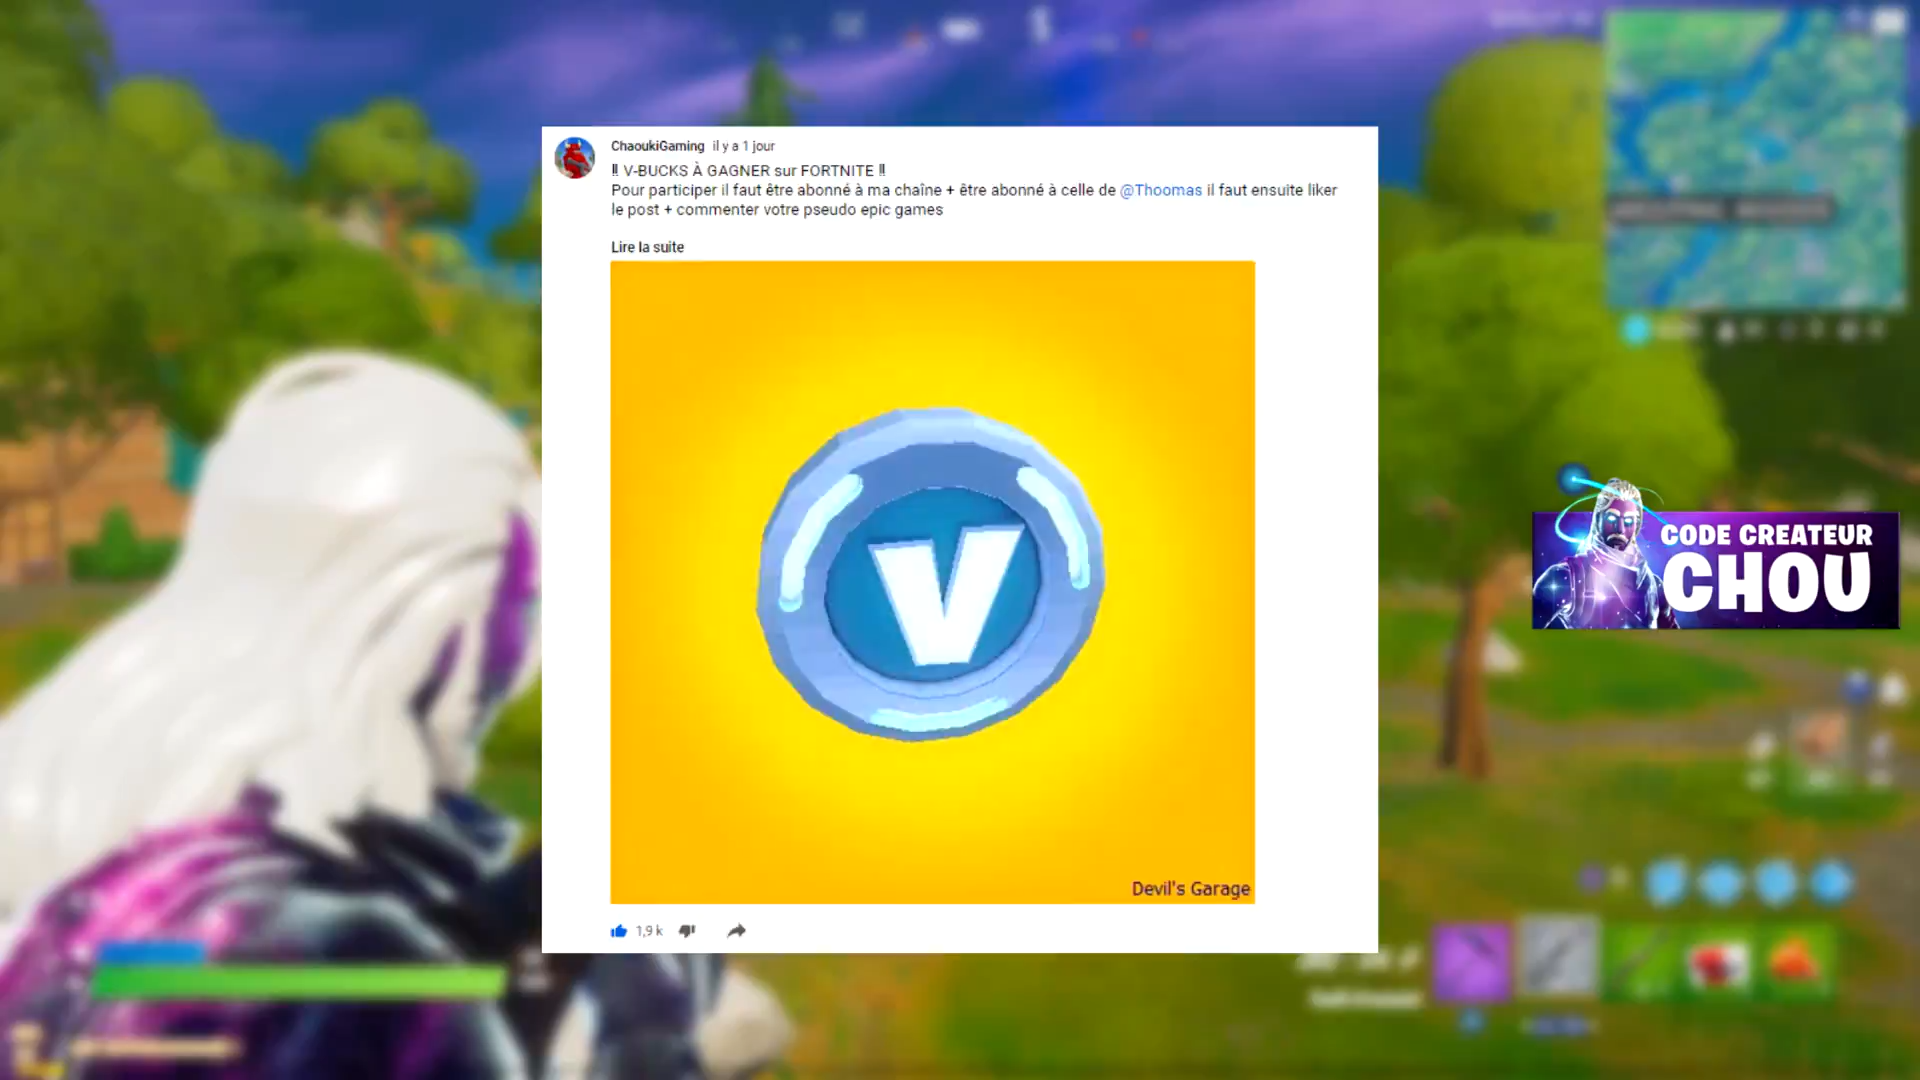 ChaoukiGaming il y a 1 jour
‼ V-BUCKS À GAGNER sur FORTNITE ‼
Pour participer il faut être abonné à ma chaîne + être abonné à celle de @Thoomas il faut ensuite liker
le post + commenter votre pseudo epic games
Lire la suite
V
Devil's Garage
1,9 k
CODE CREATEUR
CHOU